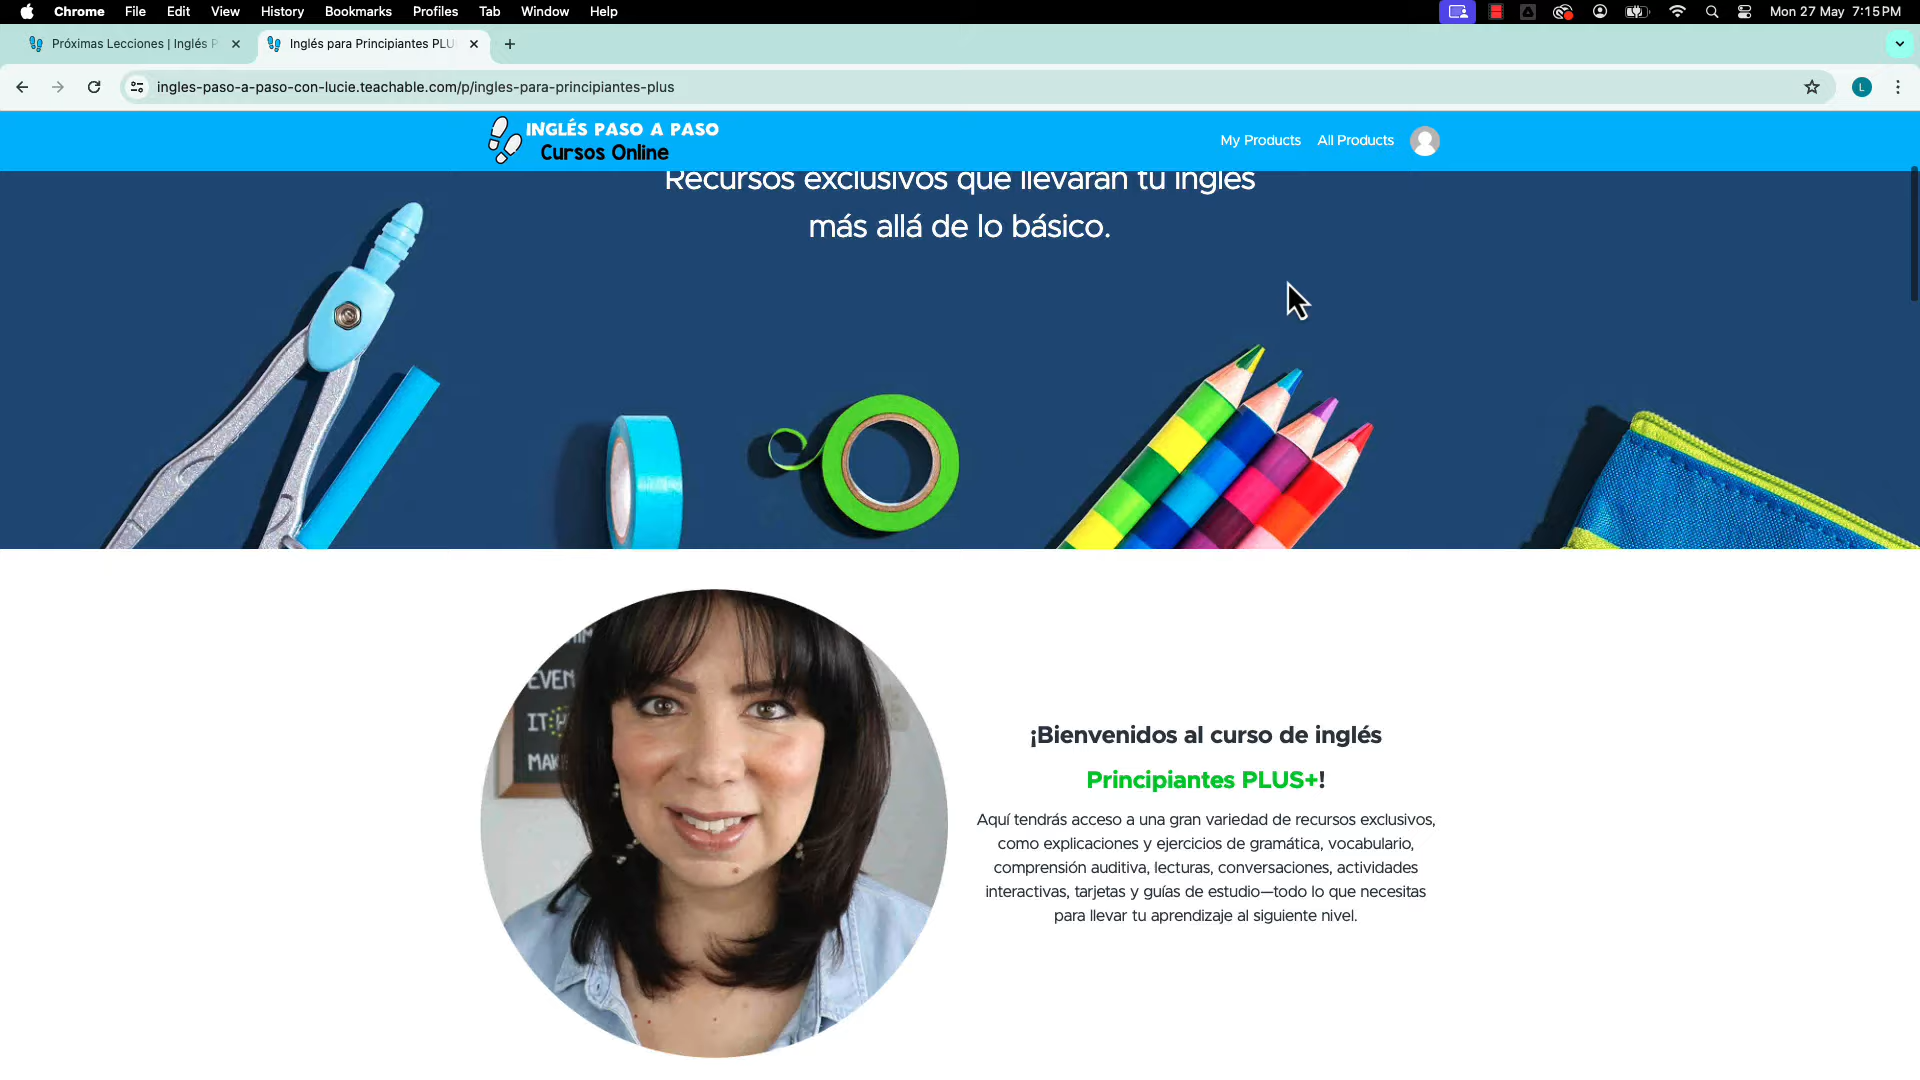 Chrome File Edit View History Bookmarks Profiles Tab Window Help
Mon 27 May 7:15 PM
Próximas Lecciones | Inglés P
Inglés para Principiantes PLU
ingles-paso-a-paso-con-lucie.teachable.com/p/ingles-para-principiantes-plus
L
INGLÉS PASO A PASO
Cursos Online
My Products All Products
Recursos exclusivos que llevarán tu inglés
más allá de lo básico.
EVEN
IT
MAK
¡Bienvenidos al curso de inglés
Principiantes PLUS+!
Aquí tendrás acceso a una gran variedad de recursos exclusivos,
como explicaciones y ejercicios de gramática, vocabulario,
comprensión auditiva, lecturas, conversaciones, actividades
interactivas, tarjetas y guías de estudio—todo lo que necesitas
para llevar tu aprendizaje al siguiente nivel.